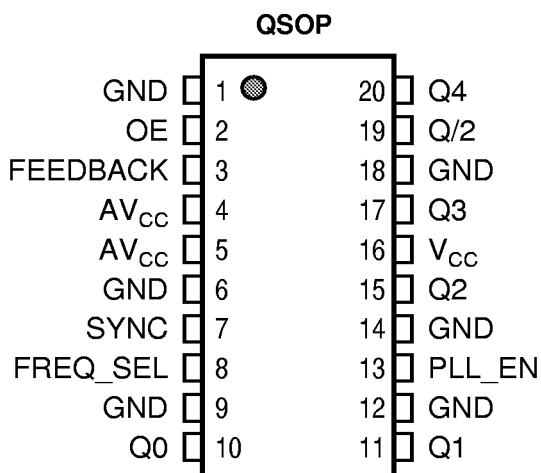 QSOP
GND 1 20 Q4
OE 2 19 Q/2
FEEDBACK 3 18 GND
AVCC 4 17 Q3
AVCC 5 16 VCC
GND 6 15 Q2
SYNC 7 14 GND
FREQ_SEL 8 13 PLL_EN
GND 9 12 GND
Q0 10 11 Q1